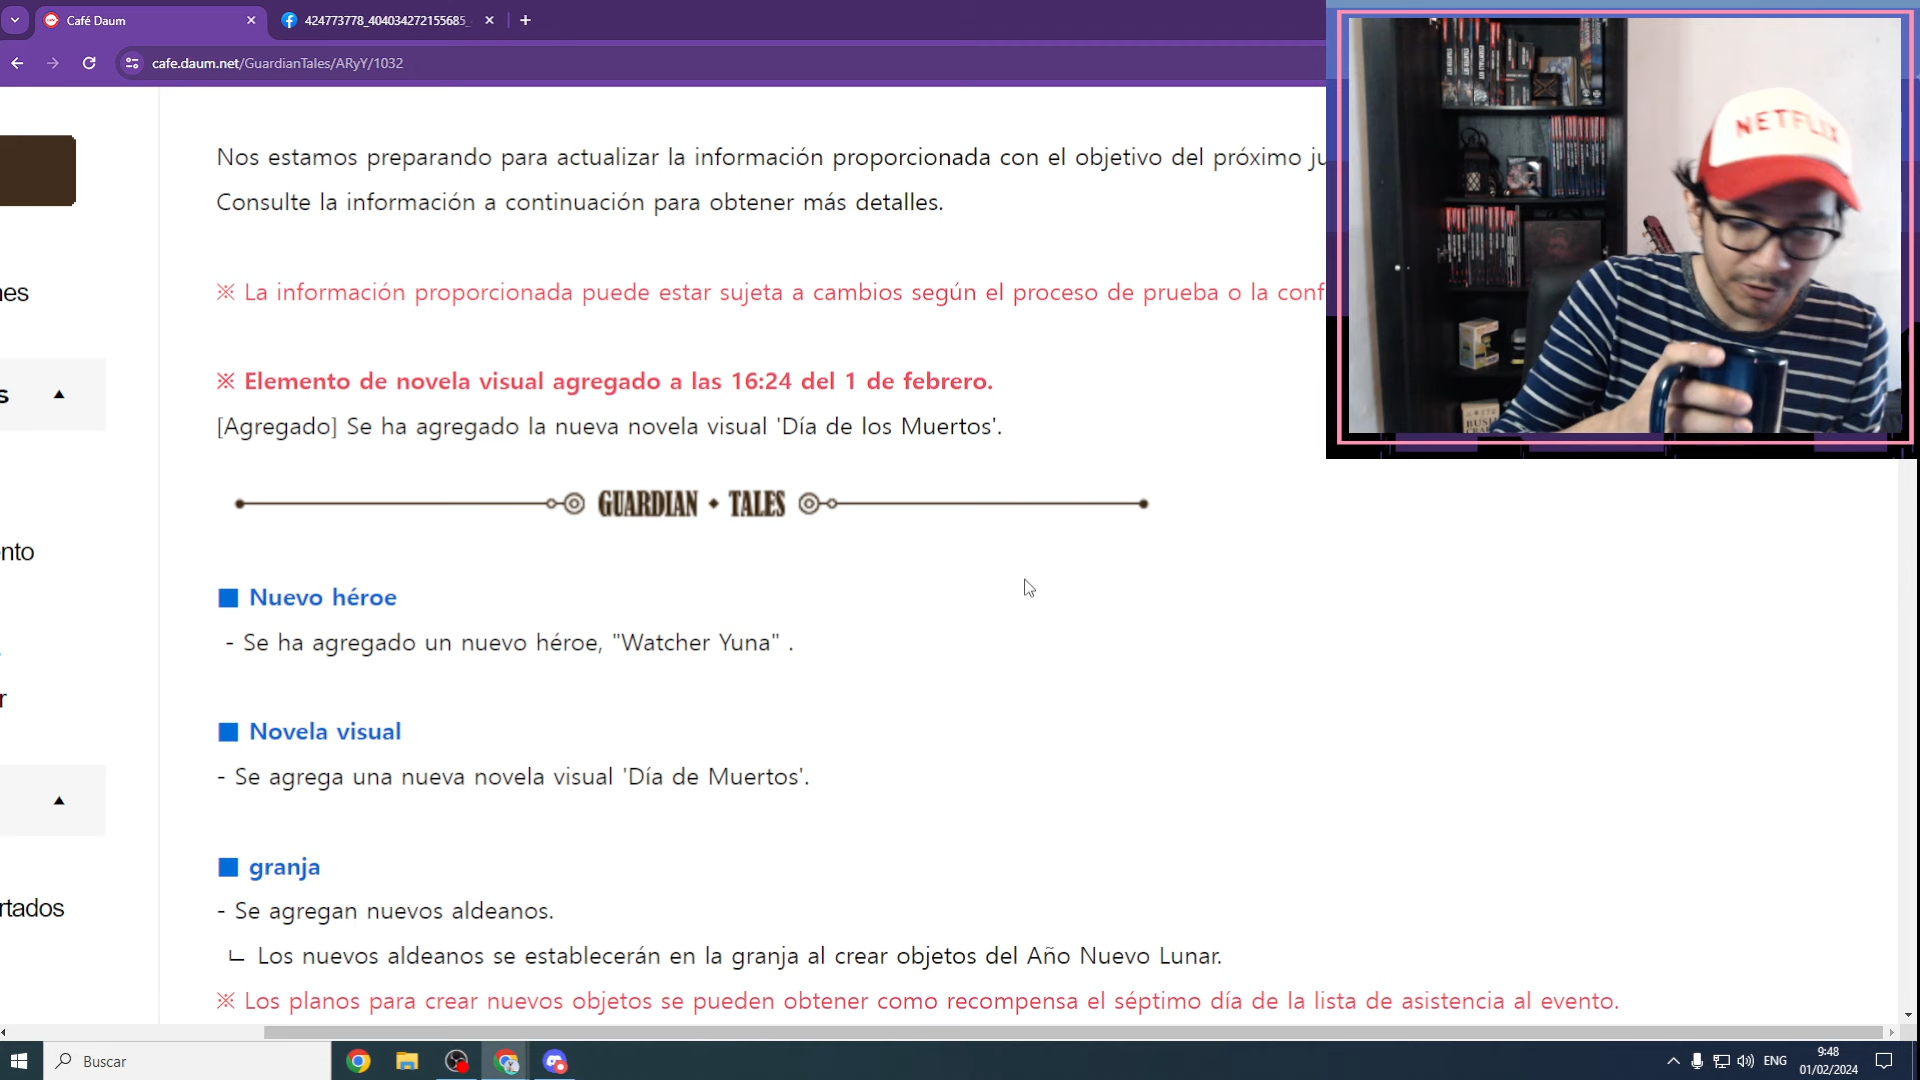 Café Daum
424773778_404034272155685_
cafe.daum.net/GuardianTales/ARyY/1032
NETFLIX
Nos estamos preparando para actualizar la información proporcionada con el objetivo del próximo ju
Consulte la información a continuación para obtener más detalles.
nes
※ La información proporcionada puede estar sujeta a cambios según el proceso de prueba o la conf
※ Elemento de novela visual agregado a las 16:24 del 1 de febrero.
s
[Agregado] Se ha agregado la nueva novela visual 'Día de los Muertos'.
GUARDIAN TALES
nto
■ Nuevo héroe
- Se ha agregado un nuevo héroe, "Watcher Yuna" .
r
■ Novela visual
- Se agrega una nueva novela visual 'Día de Muertos'.
■ granja
rtados
- Se agregan nuevos aldeanos.
ㄴ Los nuevos aldeanos se establecerán en la granja al crear objetos del Año Nuevo Lunar.
※ Los planos para crear nuevos objetos se pueden obtener como recompensa el séptimo día de la lista de asistencia al evento.
Buscar
ENG
9:48
01/02/2024